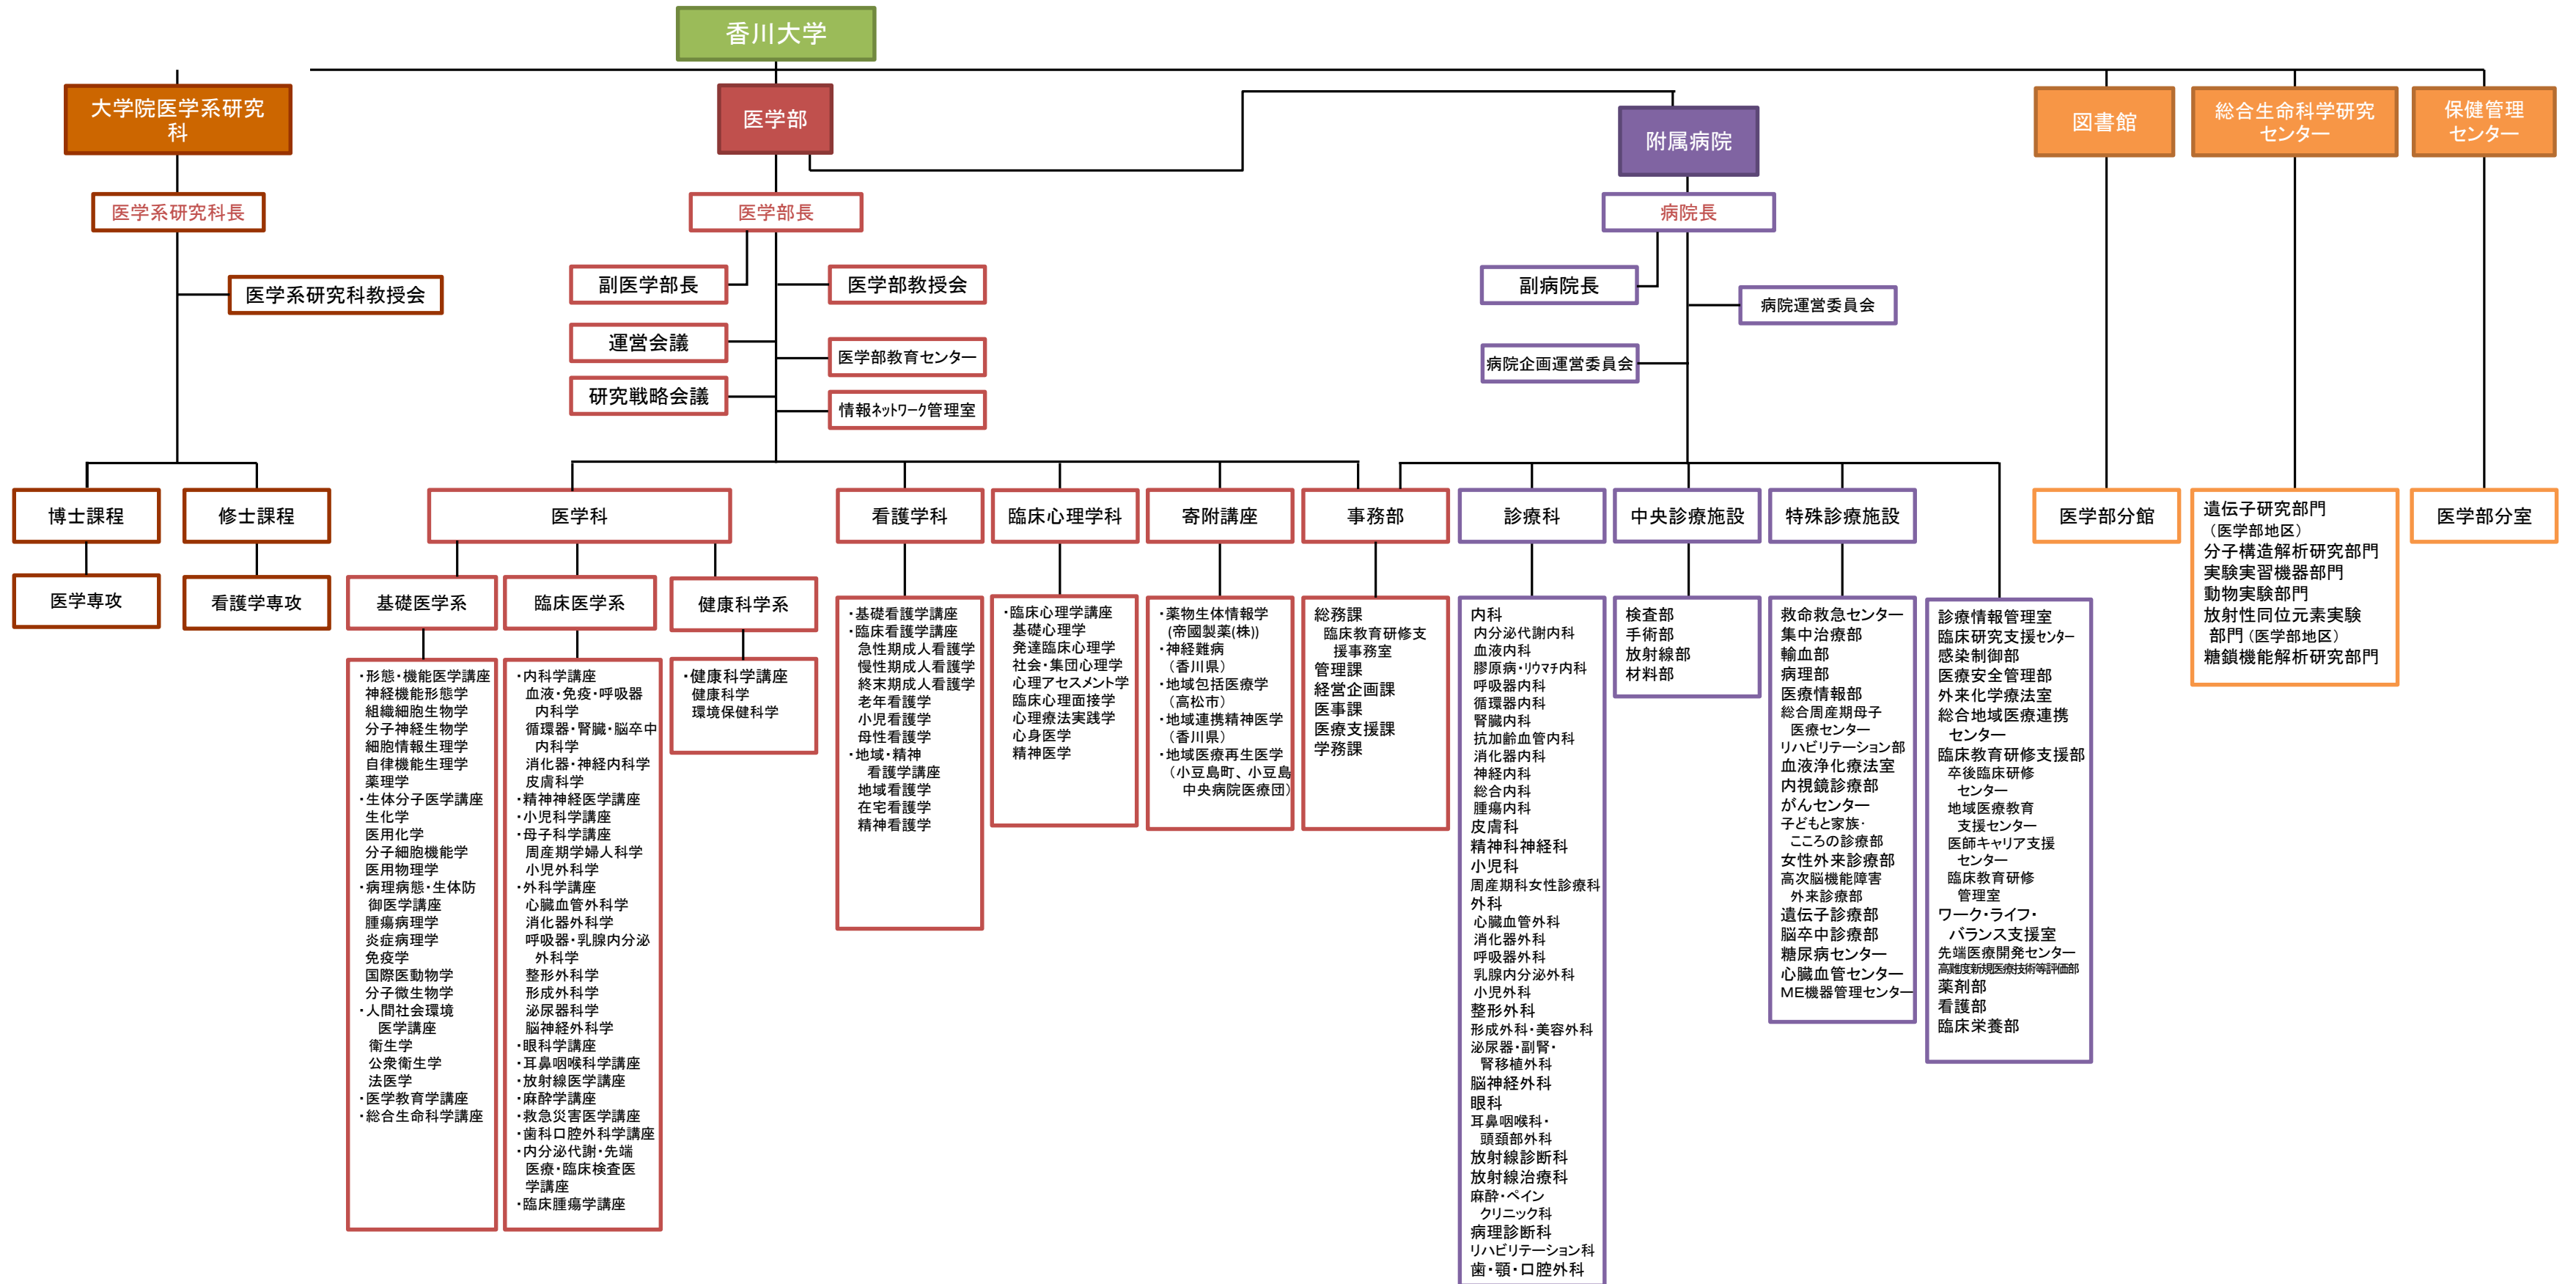 香川大学
大学院医学系研究
科
医学部
附属病院
図書館
総合生命科学研究
センター
保健管理
センター
医学系研究科長
医学部長
病院長
医学系研究科教授会
副医学部長
医学部教授会
運営会議
医学部教育センター
研究戦略会議
情報ネットワーク管理室
副病院長
病院運営委員会
病院企画運営委員会
博士課程
修士課程
医学科
看護学科
臨床心理学科
寄附講座
事務部
診療科
中央診療施設
特殊診療施設
医学部分館
遺伝子研究部門
（医学部地区）
分子構造解析研究部門
実験実習機器部門
動物実験部門
放射性同位元素実験
部門（医学部地区）
糖鎖機能解析研究部門
医学部分室
医学専攻
看護学専攻
基礎医学系
臨床医学系
健康科学系
・形態・機能医学講座
神経機能形態学
組織細胞生物学
分子神経生物学
細胞情報生理学
自律機能生理学
薬理学
・生体分子医学講座
生化学
医用化学
分子細胞機能学
医用物理学
・病理病態・生体防
御医学講座
腫瘍病理学
炎症病理学
免疫学
国際医動物学
分子微生物学
・人間社会環境
医学講座
衛生学
公衆衛生学
法医学
・医学教育学講座
・総合生命科学講座
・内科学講座
血液・免疫・呼吸器
内科学
循環器・腎臓・脳卒中
内科学
消化器・神経内科学
皮膚科学
・精神神経医学講座
・小児科学講座
・母子科学講座
周産期学婦人科学
小児外科学
・外科学講座
心臓血管外科学
消化器外科学
呼吸器・乳腺内分泌
外科学
整形外科学
形成外科学
泌尿器科学
脳神経外科学
・眼科学講座
・耳鼻咽喉科学講座
・放射線医学講座
・麻酔学講座
・救急災害医学講座
・歯科口腔外科学講座
・内分泌代謝・先端
医療・臨床検査医
学講座
・臨床腫瘍学講座
・健康科学講座
健康科学
環境保健科学
・基礎看護学講座
・臨床看護学講座
急性期成人看護学
慢性期成人看護学
終末期成人看護学
老年看護学
小児看護学
母性看護学
・地域・精神
看護学講座
地域看護学
在宅看護学
精神看護学
・臨床心理学講座
基礎心理学
発達臨床心理学
社会・集団心理学
心理アセスメント学
臨床心理面接学
心理療法実践学
心身医学
精神医学
・薬物生体情報学
(帝國製薬(株))
・神経難病
（香川県）
・地域包括医療学
（高松市）
・地域連携精神医学
（香川県）
・地域医療再生医学
（小豆島町、小豆島
中央病院医療団）
総務課
臨床教育研修支
援事務室
管理課
経営企画課
医事課
医療支援課
学務課
内科
内分泌代謝内科
血液内科
膠原病・リウマチ内科
呼吸器内科
循環器内科
腎臓内科
抗加齢血管内科
消化器内科
神経内科
総合内科
腫瘍内科
皮膚科
精神科神経科
小児科
周産期科女性診療科
外科
心臓血管外科
消化器外科
呼吸器外科
乳腺内分泌外科
小児外科
整形外科
形成外科・美容外科
泌尿器・副腎・
腎移植外科
脳神経外科
眼科
耳鼻咽喉科・
頭頚部外科
放射線診断科
放射線治療科
麻酔・ペイン
クリニック科
病理診断科
リハビリテーション科
歯・顎・口腔外科
検査部
手術部
放射線部
材料部
救命救急センター
集中治療部
輸血部
病理部
医療情報部
総合周産期母子
医療センター
リハビリテーション部
血液浄化療法室
内視鏡診療部
がんセンター
子どもと家族・
こころの診療部
女性外来診療部
高次脳機能障害
外来診療部
遺伝子診療部
脳卒中診療部
糖尿病センター
心臓血管センター
ME機器管理センター
診療情報管理室
臨床研究支援センター
感染制御部
医療安全管理部
外来化学療法室
総合地域医療連携
センター
臨床教育研修支援部
卒後臨床研修
センター
地域医療教育
支援センター
医師キャリア支援
センター
臨床教育研修
管理室
ワーク・ライフ・
バランス支援室
先端医療開発センター
高難度新規医療技術等評価部
薬剤部
看護部
臨床栄養部